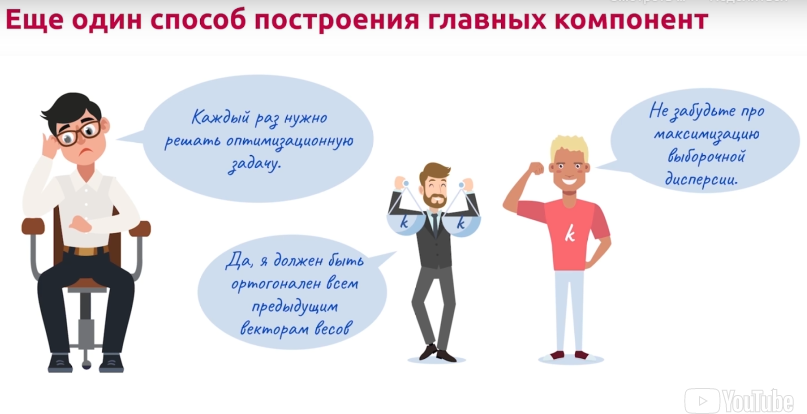 Еще один способ построения главных компонент
Каждый раз нужно
решать оптимизационную
задачу.
Не забудьте про
максимизацию
выборочной
дисперсии.
k
k
k
Да, я должен быть
ортогонален всем
предыдущим
векторам весов
YouTube